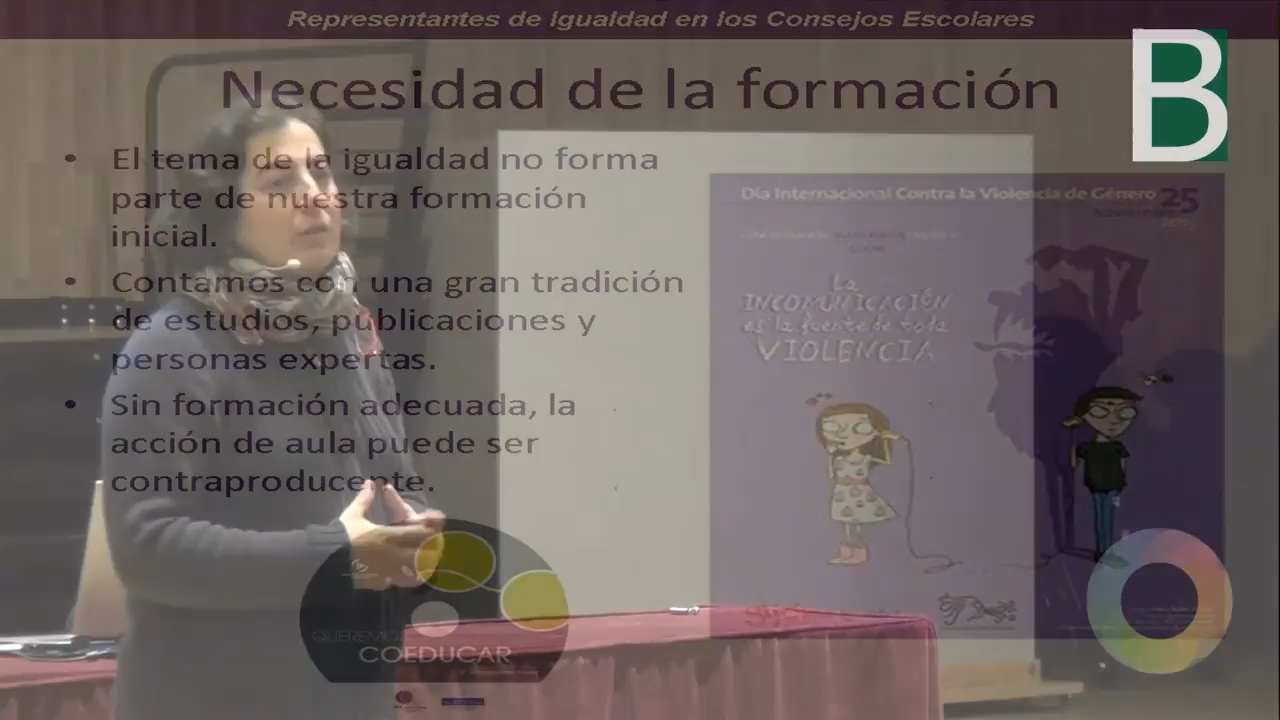 Representantes de Igualdad en los Consejos Escolares
B
Necesidad de la formación
• El tema de la igualdad no forma
parte de nuestra formación
inicial.
• Contamos con una gran tradición
de estudios, publicaciones y
personas expertas.
• Sin formación adecuada, la
acción de aula puede ser
contraproducente.
Dia Internacional Contra la Violencia de Género 25
La
INCOMUNICACIÓN
es la fuente de toda
VIOLENCIA
QUEREMOS
COEDUCAR